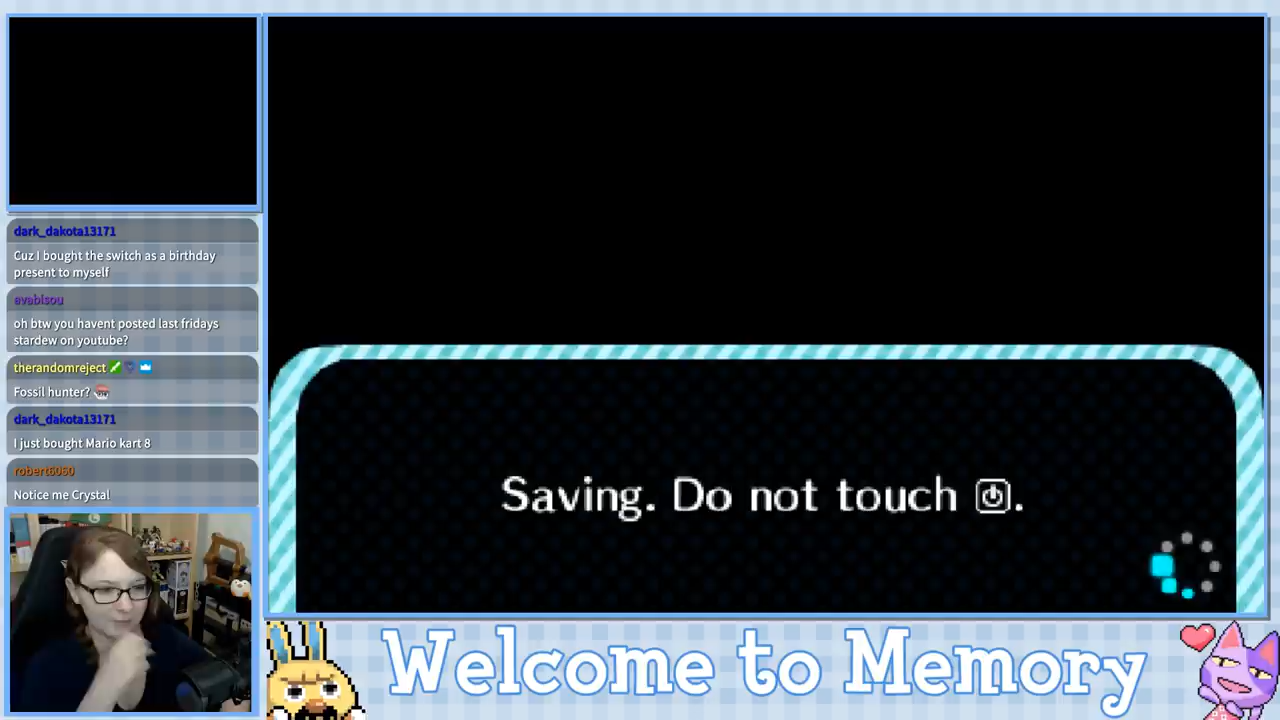 dark_dakota13171
Cuz I bought the switch as a birthday
present to myself
avabisou
oh btw you havent posted last fridays
stardew on youtube?
therandomreject
Fossil hunter?
dark_dakota13171
I just bought Mario kart 8
robert6060
Notice me Crystal
Saving. Do not touch .
Welcome to Memory